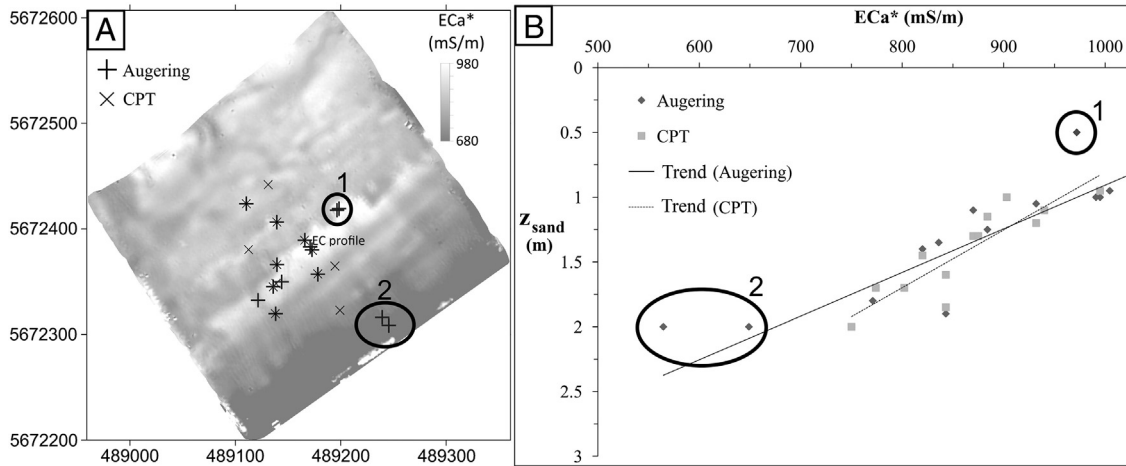 A
ECa*
(mS/m)
980
680
Augering
CPT
1
EC profile
2
5672600
5672500
5672400
5672300
5672200
489000 489100 489200 489300
B
ECa* (mS/m)
500 600 700 800 900 1000
0
0.5
1
1.5
2
2.5
3
z_sand
(m)
Augering
CPT
Trend (Augering)
Trend (CPT)
1
2